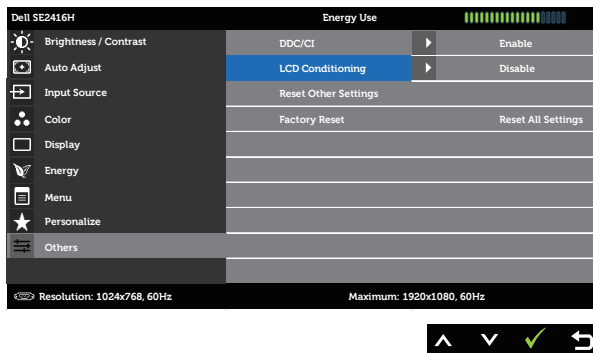 Dell SE2416H Energy Use
Brightness / Contrast DDC/CI Enable
Auto Adjust LCD Conditioning Disable
Input Source Reset Other Settings
Color Factory Reset Reset All Settings
Display
Energy
Menu
Personalize
Others
Resolution: 1024x768, 60Hz Maximum: 1920x1080, 60Hz